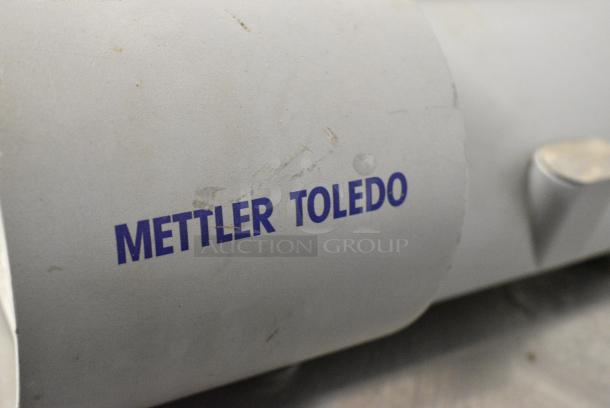 METTLER TOLEDO
AUCTION GROUP